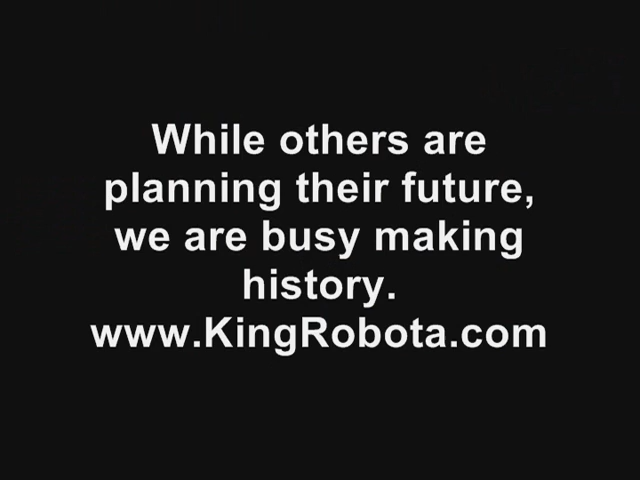 While others are
planning their future,
we are busy making
history.
www.KingRobota.com